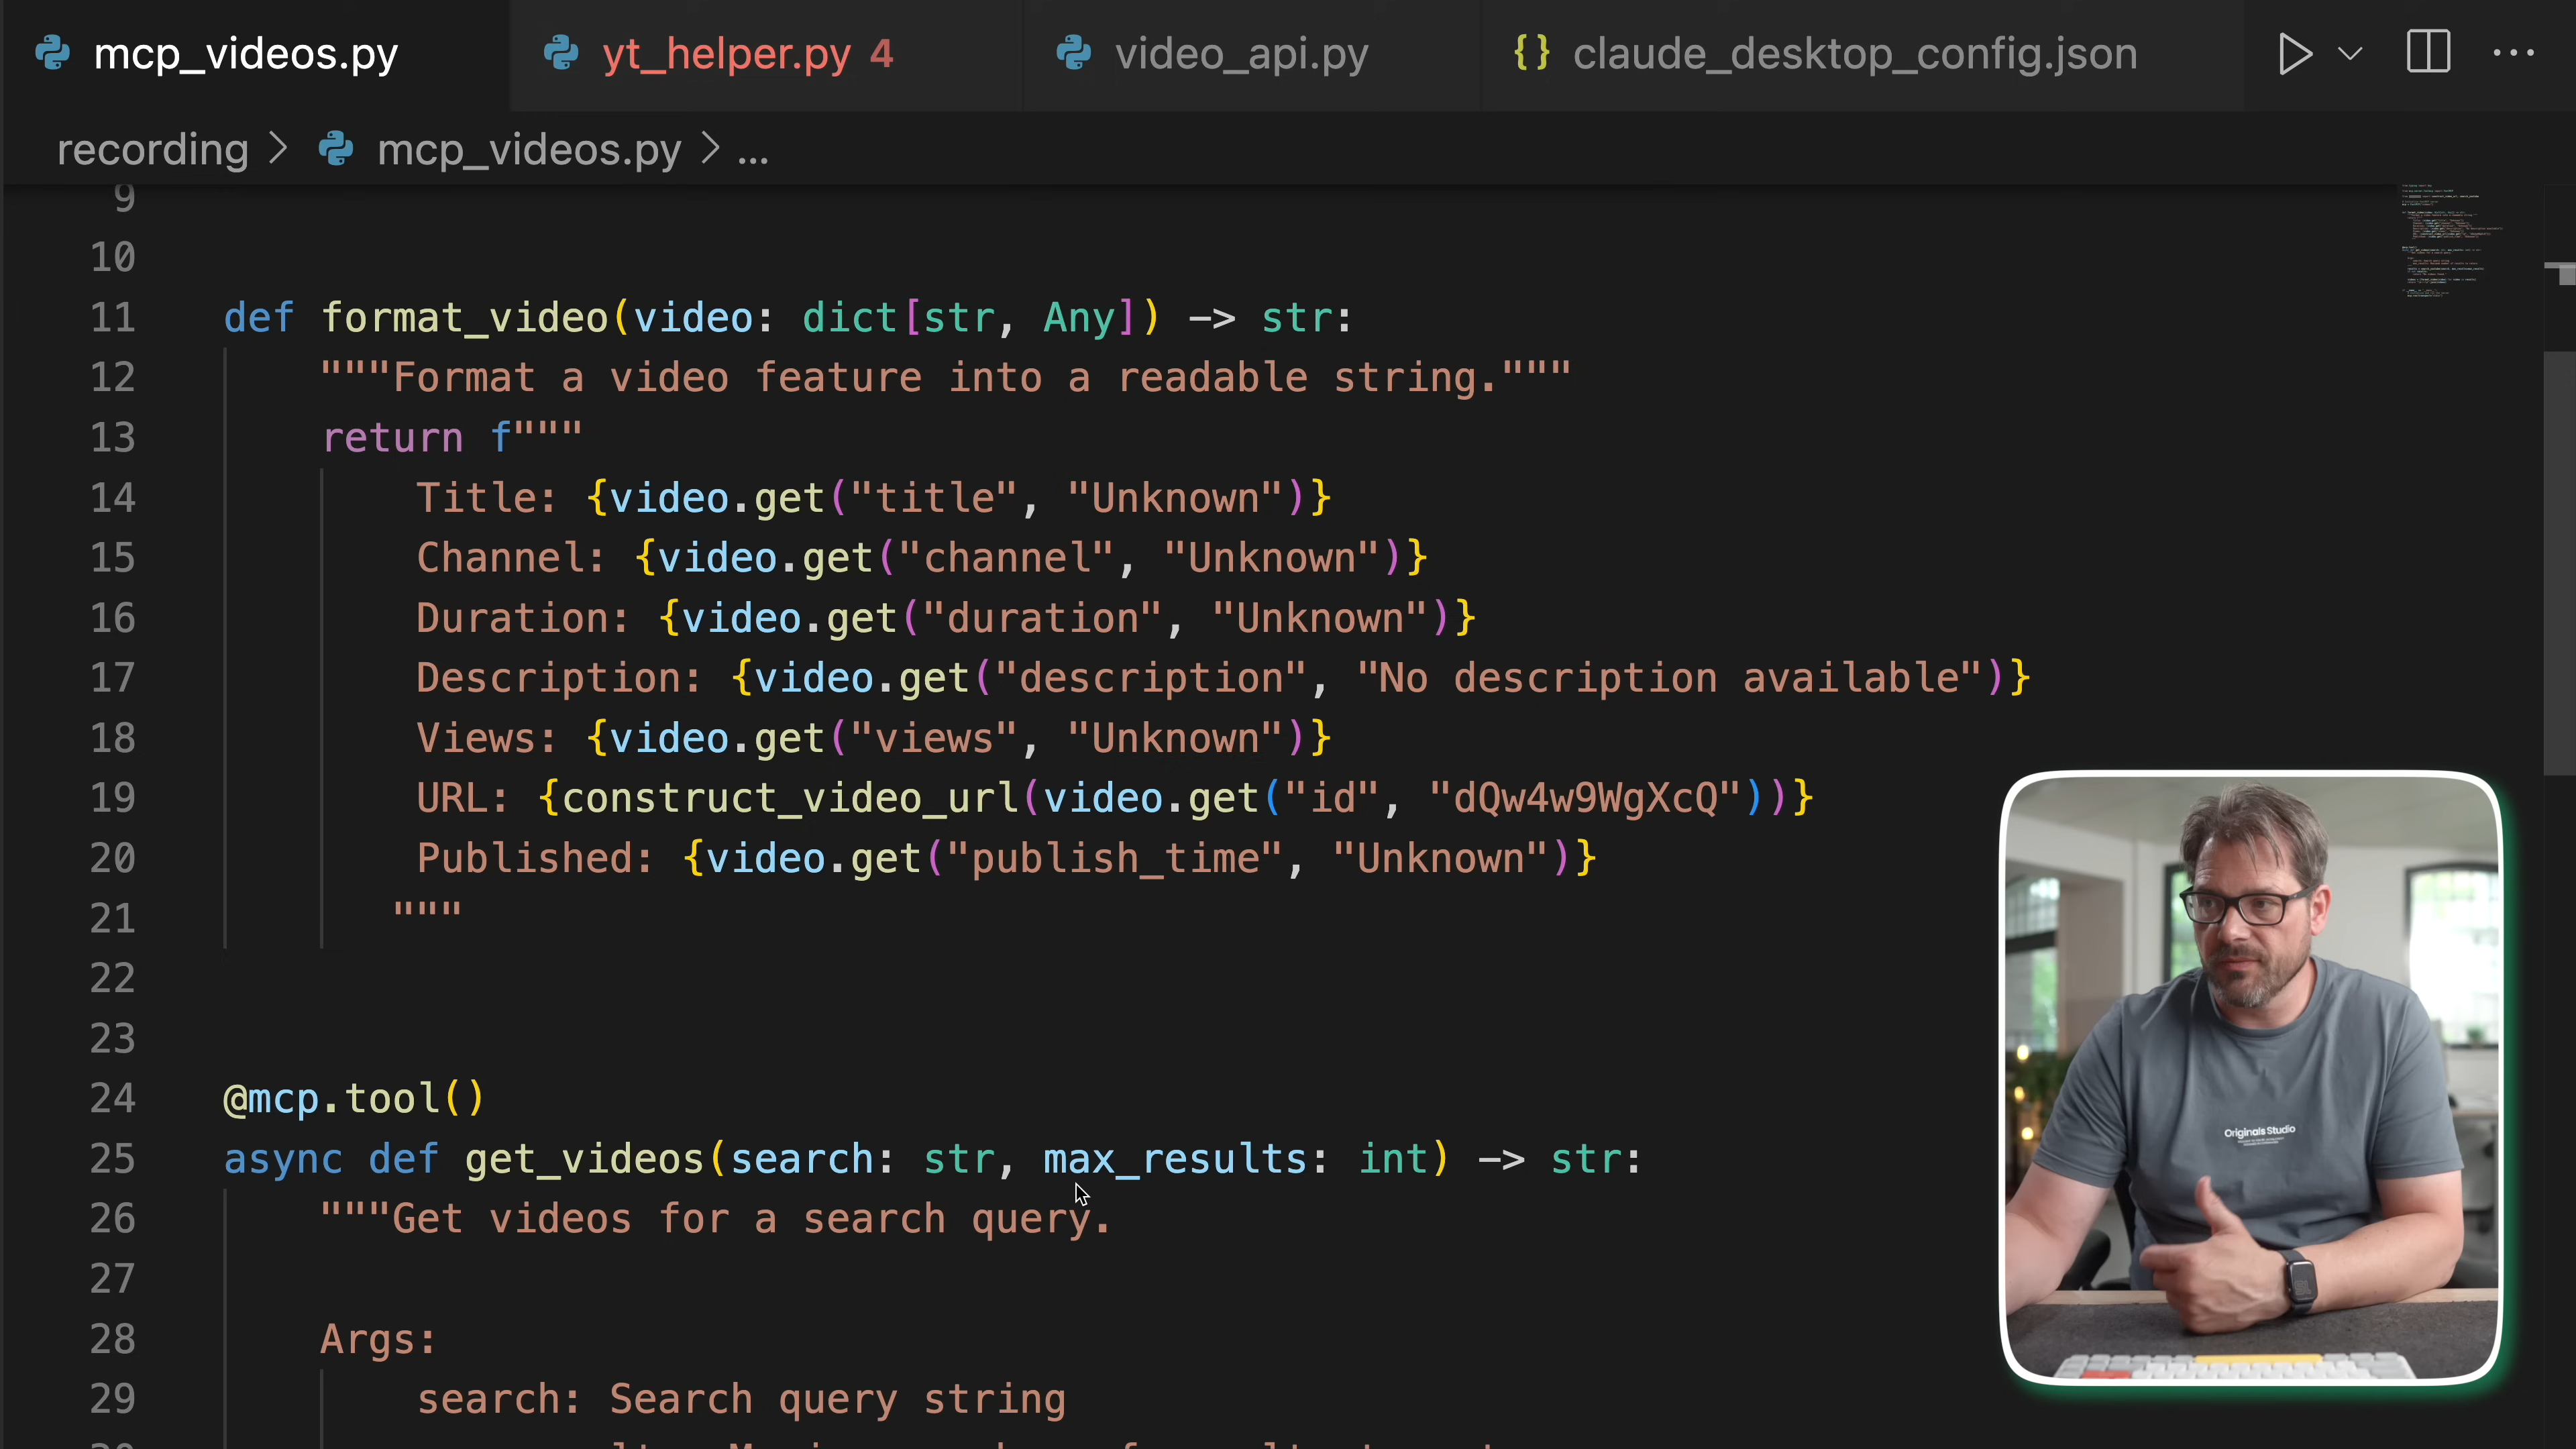 mcp_videos.py
yt_helper.py 4
video_api.py
{} claude_desktop_config.json
recording > mcp_videos.py > ...
9
10
11 def format_video(video: dict[str, Any]) -> str:
12 """Format a video feature into a readable string."""
13 return f"""
14 Title: {video.get("title", "Unknown")}
15 Channel: {video.get("channel", "Unknown")}
16 Duration: {video.get("duration", "Unknown")}
17 Description: {video.get("description", "No description available")}
18 Views: {video.get("views", "Unknown")}
19 URL: {construct_video_url(video.get("id", "dQw4w9WgXcQ"))}
20 Published: {video.get("publish_time", "Unknown")}
21 """
22
23
24 @mcp.tool()
25 async def get_videos(search: str, max_results: int) -> str:
26 """Get videos for a search query.
27
28 Args:
29 search: Search query string
Originals Studio